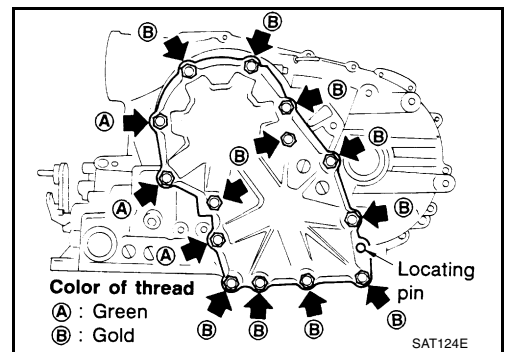 Ⓑ Ⓑ
Ⓑ
Ⓐ
Ⓑ Ⓑ
Ⓐ
Ⓑ
Ⓐ
Locating
pin
Color of thread
Ⓐ : Green
Ⓑ : Gold
Ⓑ Ⓑ Ⓑ Ⓑ
SAT124E